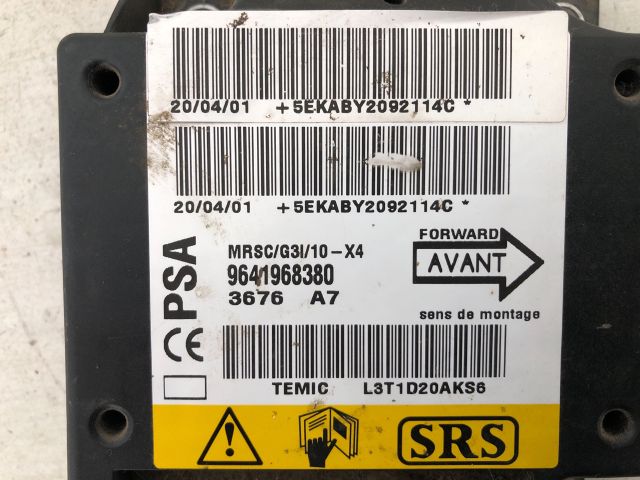 20/04/01 +5EKABY2092114C *
20/04/01 +5EKABY2092114C *
CE PSA
MRSC/G3I/10-X4
9641968380
3676 A7
FORWARD
AVANT
sens de montage
TEMIC L3T1D20AKS6
SRS